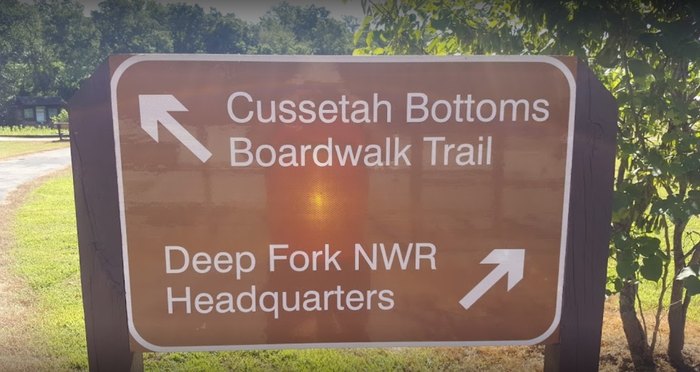 Cussetah Bottoms
Boardwalk Trail
Deep Fork NWR
Headquarters